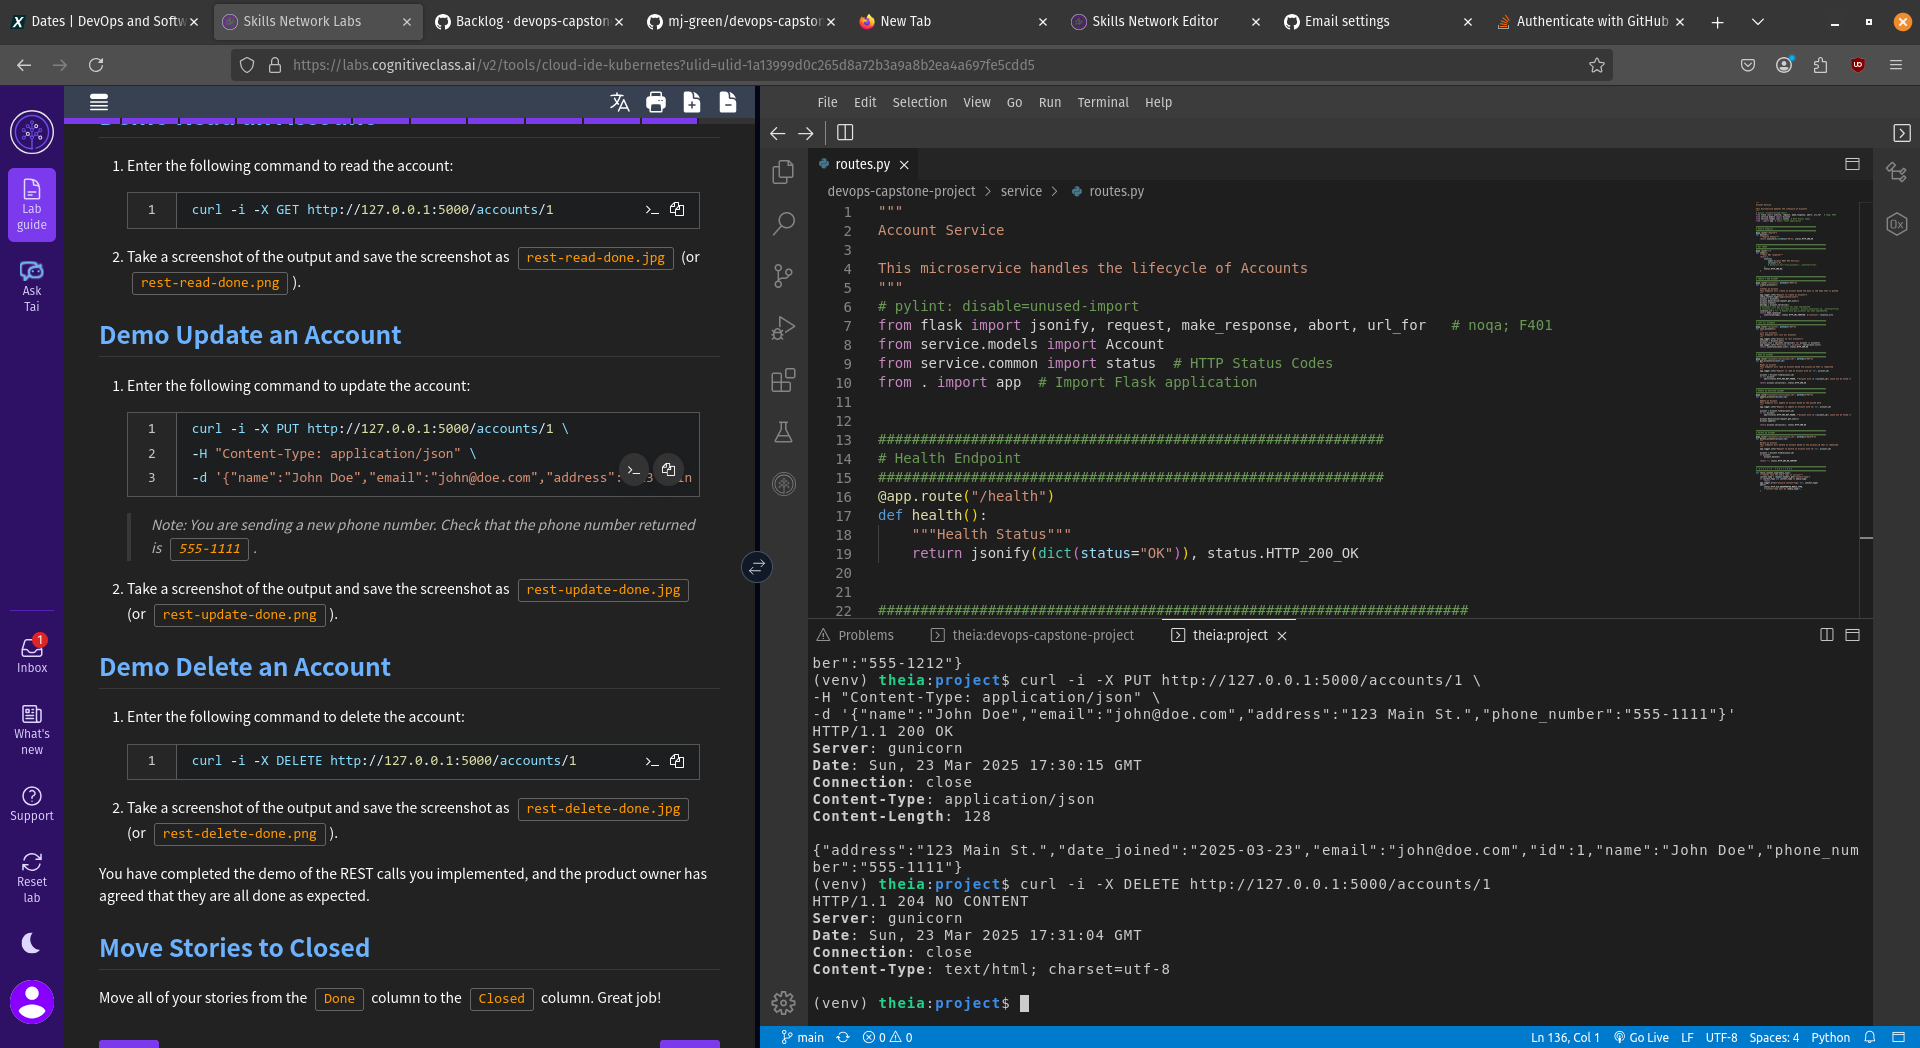 Dates | DevOps and Softw
Skills Network Labs
Backlog · devops-capston
mj-green/devops-capsto
New Tab
Skills Network Editor
Email settings
Authenticate with GitHub
https://labs.cognitiveclass.ai/v2/tools/cloud-ide-kubernetes?ulid=ulid-1a13999d0c265d8a72b3a9a8b2ea4a697fe5cdd5
Lab guide
Ask Tai
1
Inbox
What's new
Support
Reset lab
1. Enter the following command to read the account:
1 curl -i -X GET http://127.0.0.1:5000/accounts/1
2. Take a screenshot of the output and save the screenshot as rest-read-done.jpg (or
rest-read-done.png ).
Demo Update an Account
1. Enter the following command to update the account:
1 curl -i -X PUT http://127.0.0.1:5000/accounts/1 \
2 -H "Content-Type: application/json" \
3 -d '{"name":"John Doe","email":"john@doe.com","address":
Note: You are sending a new phone number. Check that the phone number returned
is 555-1111 .
2. Take a screenshot of the output and save the screenshot as rest-update-done.jpg
(or rest-update-done.png ).
Demo Delete an Account
1. Enter the following command to delete the account:
1 curl -i -X DELETE http://127.0.0.1:5000/accounts/1
2. Take a screenshot of the output and save the screenshot as rest-delete-done.jpg
(or rest-delete-done.png ).
You have completed the demo of the REST calls you implemented, and the product owner has
agreed that they are all done as expected.
Move Stories to Closed
Move all of your stories from the Done column to the Closed column. Great job!
File Edit Selection View Go Run Terminal Help
routes.py
devops-capstone-project > service > routes.py
1 """
2 Account Service
3
4 This microservice handles the lifecycle of Accounts
5 """
6 # pylint: disable=unused-import
7 from flask import jsonify, request, make_response, abort, url_for   # noqa; F401
8 from service.models import Account
9 from service.common import status  # HTTP Status Codes
10 from . import app  # Import Flask application
11
12
13 ############################################################
14 # Health Endpoint
15 ############################################################
16 @app.route("/health")
17 def health():
18     """Health Status"""
19     return jsonify(dict(status="OK")), status.HTTP_200_OK
20
21
22 ######################################################################
Problems
theia:devops-capstone-project
theia:project
ber":"555-1212"}
(venv) theia:project$ curl -i -X PUT http://127.0.0.1:5000/accounts/1 \
-H "Content-Type: application/json" \
-d '{"name":"John Doe","email":"john@doe.com","address":"123 Main St.","phone_number":"555-1111"}'
HTTP/1.1 200 OK
Server: gunicorn
Date: Sun, 23 Mar 2025 17:30:15 GMT
Connection: close
Content-Type: application/json
Content-Length: 128
{"address":"123 Main St.","date_joined":"2025-03-23","email":"john@doe.com","id":1,"name":"John Doe","phone_num
ber":"555-1111"}
(venv) theia:project$ curl -i -X DELETE http://127.0.0.1:5000/accounts/1
HTTP/1.1 204 NO CONTENT
Server: gunicorn
Date: Sun, 23 Mar 2025 17:31:04 GMT
Connection: close
Content-Type: text/html; charset=utf-8
(venv) theia:project$
main
0 0
Ln 136, Col 1
Go Live
LF
UTF-8
Spaces: 4
Python